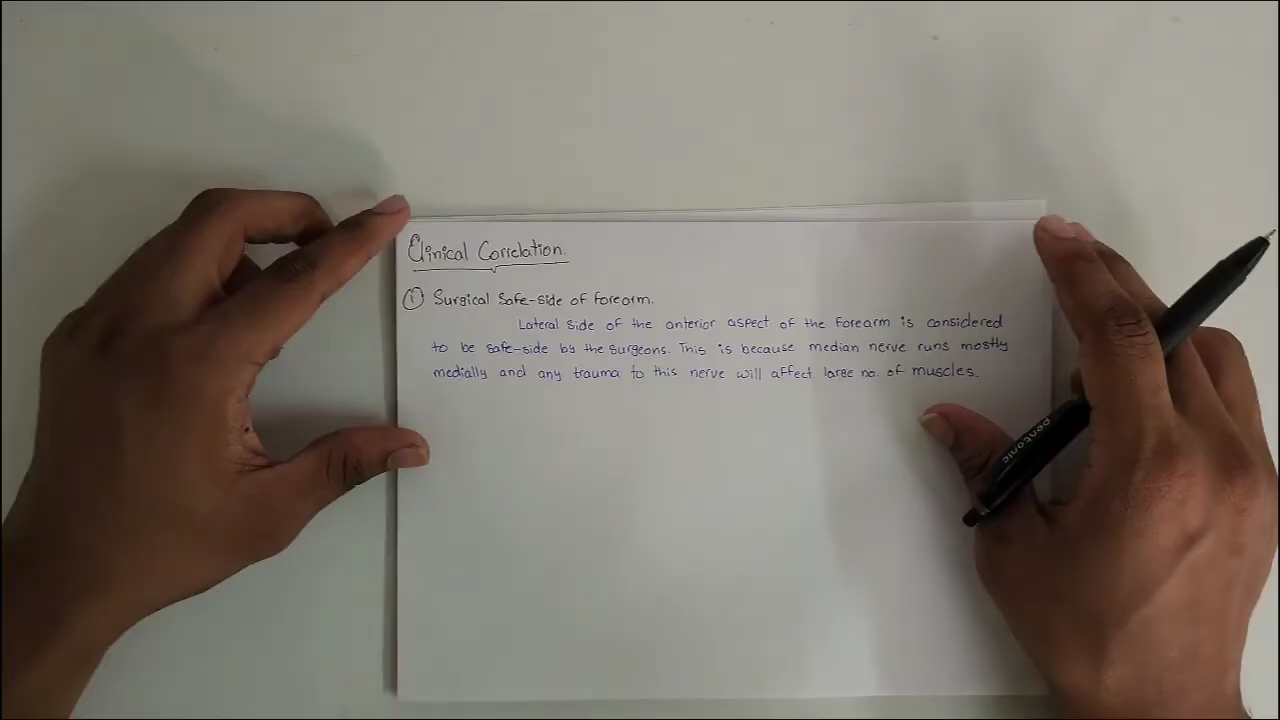 Clinical Correlation.
① Surgical Safe-side of forearm.
Lateral side of the anterior aspect of the forearm is considered
to be safe-side by the surgeons. This is because median nerve runs mostly
medially and any trauma to this nerve will affect large no. of muscles.
pentonic